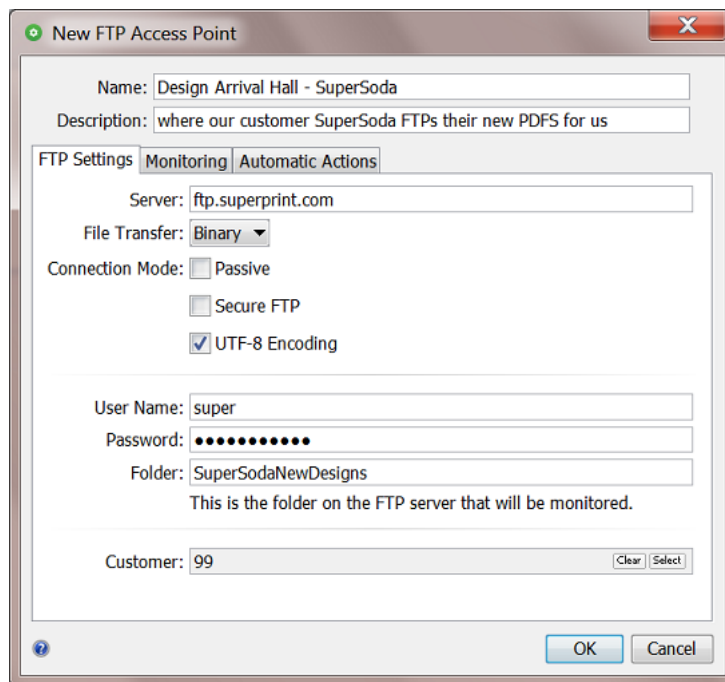 New FTP Access Point
Name: Design Arrival Hall - SuperSoda
Description: where our customer SuperSoda FTPs their new PDFS for us
FTP Settings Monitoring Automatic Actions
Server: ftp.superprint.com
File Transfer: Binary
Connection Mode: Passive
Secure FTP
UTF-8 Encoding
User Name: super
Password: ●●●●●●●●●●●
Folder: SuperSodaNewDesigns
This is the folder on the FTP server that will be monitored.
Customer: 99 Clear Select
OK Cancel